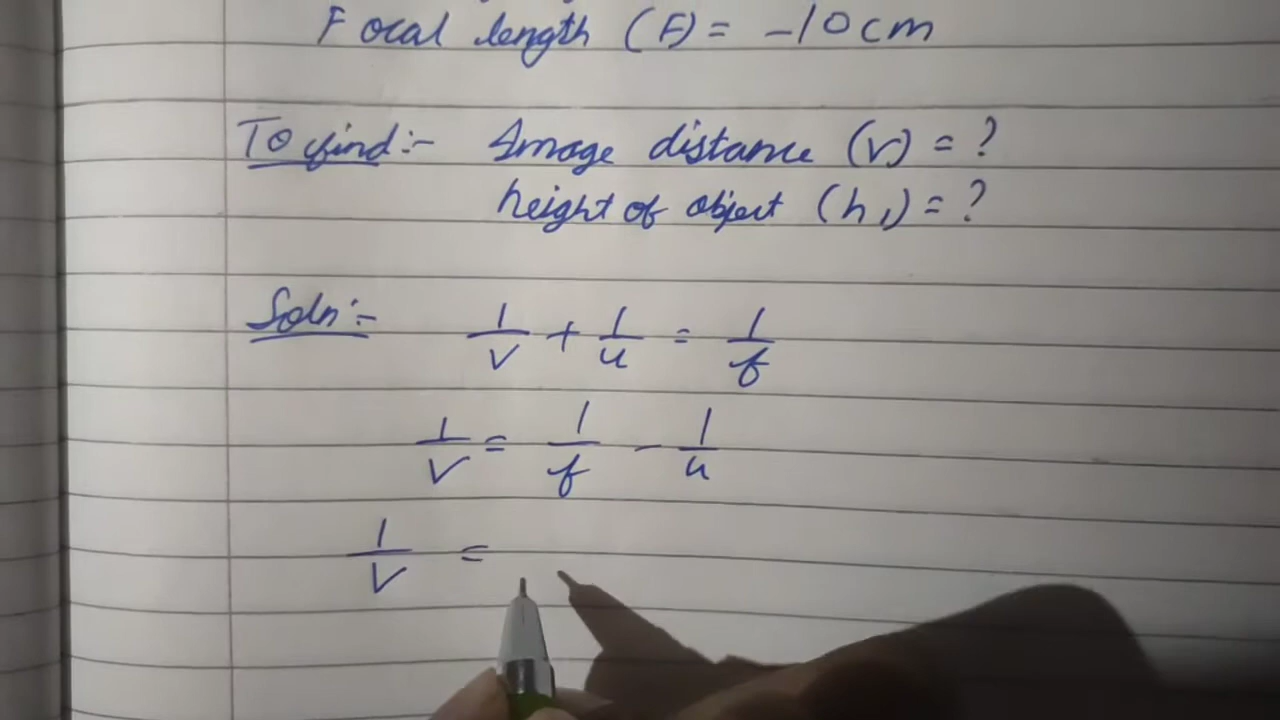 Focal length (F) = -10cm
To find:- Image distance (v) = ?
height of object (h1) = ?
Soln:- 1/v + 1/u = 1/f
1/v = 1/f - 1/u
1/v =